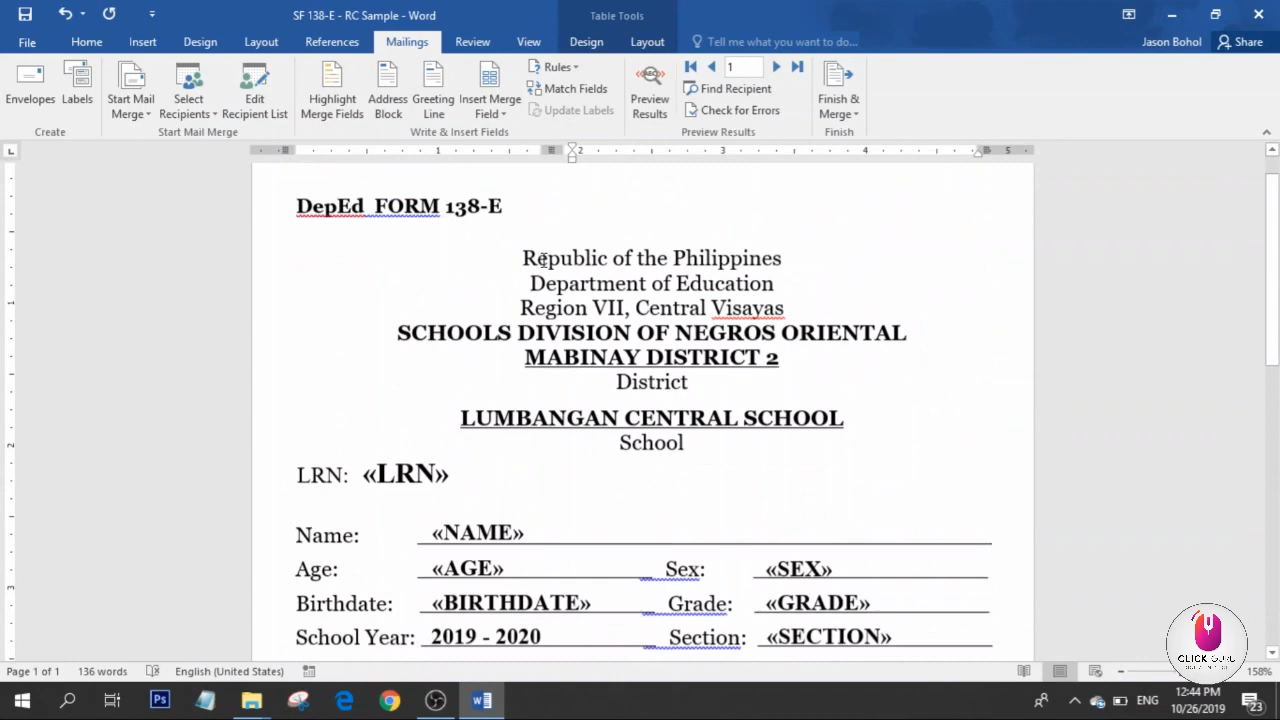 SF 138-E - RC Sample - Word
Table Tools
File Home Insert Design Layout References Mailings Review View Design Layout Tell me what you want to do... Jason Bohol Share
Envelopes Labels
Create
Start Mail Merge Select Recipients Edit Recipient List
Start Mail Merge
Highlight Merge Fields Address Block Greeting Line Insert Merge Field
Rules
Match Fields
Update Labels
Write & Insert Fields
Preview Results
1
Find Recipient
Check for Errors
Preview Results
Finish & Merge
Finish
1 2 3 4 5
DepEd FORM 138-E
Republic of the Philippines
Department of Education
Region VII, Central Visayas
SCHOOLS DIVISION OF NEGROS ORIENTAL
MABINAY DISTRICT 2
District
LUMBANGAN CENTRAL SCHOOL
School
LRN: «LRN»
Name: «NAME»
Age: «AGE» Sex: «SEX»
Birthdate: «BIRTHDATE» Grade: «GRADE»
School Year: 2019 - 2020 Section: «SECTION»
Page 1 of 1 136 words English (United States) 158%
ENG 12:44 PM
10/26/2019 23